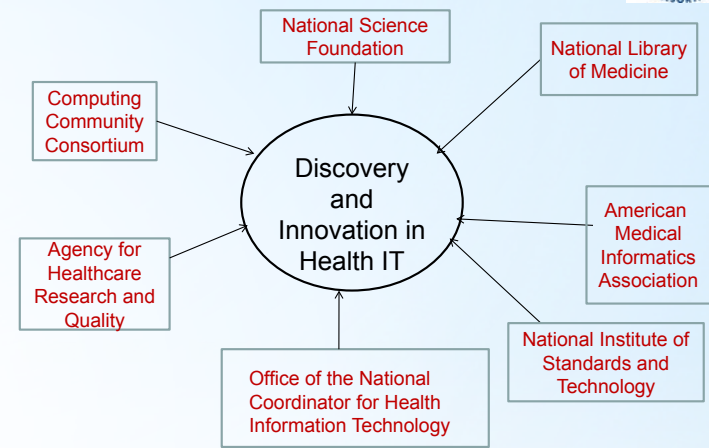 National Science
Foundation
National Library
of Medicine
Computing
Community
Consortium
Discovery
and
Innovation in
Health IT
American
Medical
Informatics
Association
Agency for
Healthcare
Research and
Quality
National Institute of
Standards and
Technology
Office of the National
Coordinator for Health
Information Technology